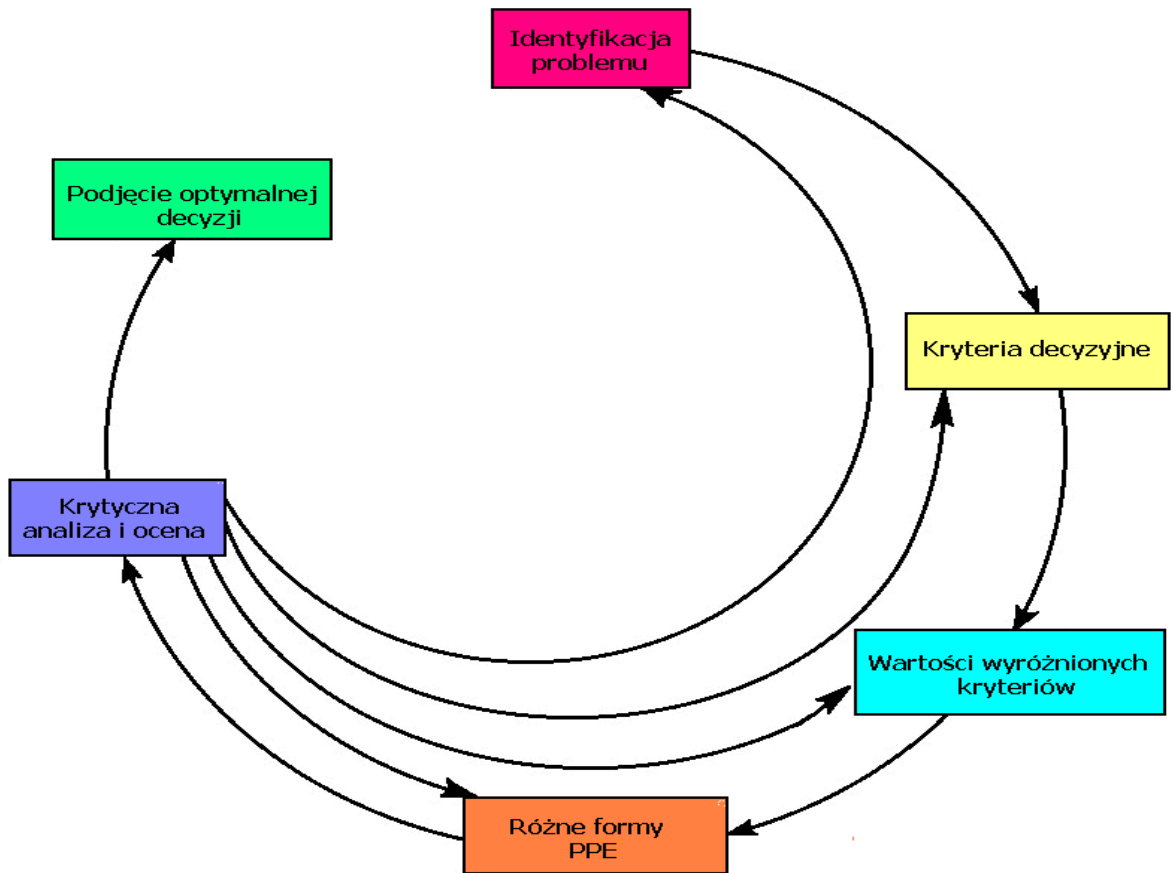 Identyfikacja
problemu
Podjęcie optymalnej
decyzji
Kryteria decyzyjne
Krytyczna
analiza i ocena
Wartości wyróżnionych
kryteriów
Różne formy
PPE